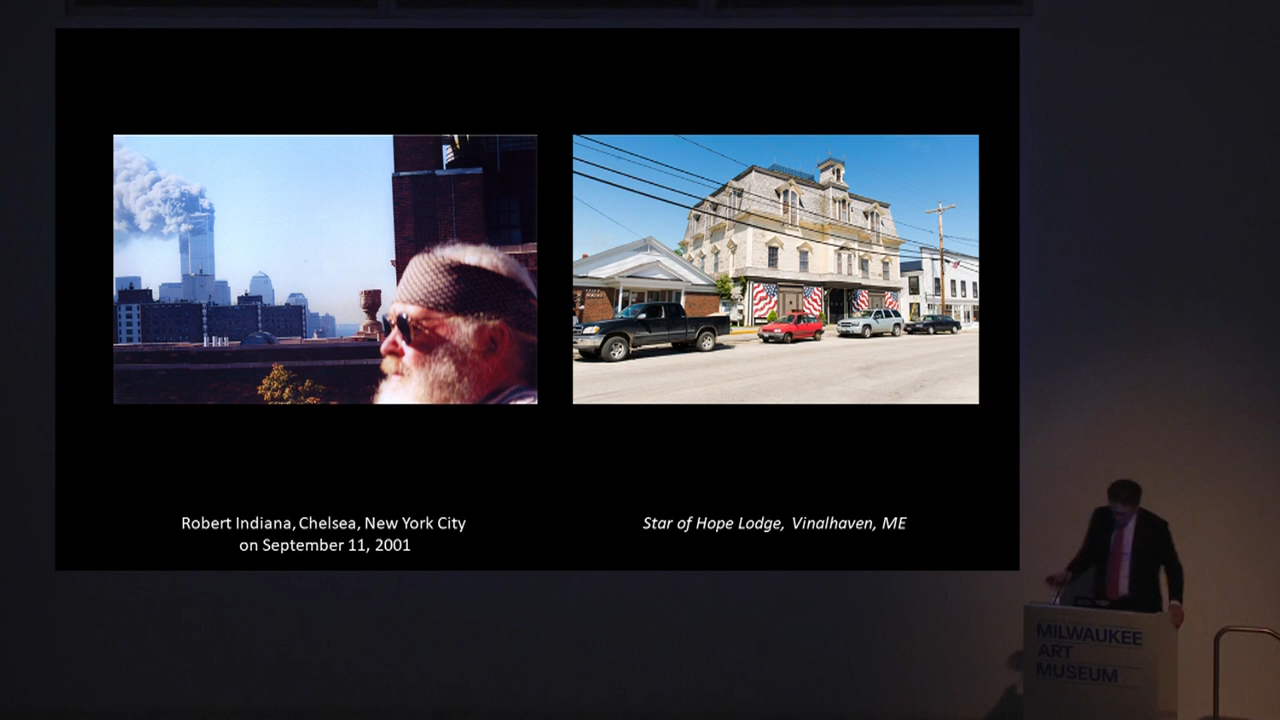 Robert Indiana, Chelsea, New York City
on September 11, 2001
Star of Hope Lodge, Vinalhaven, ME
MILWAUKEE
ART
MUSEUM